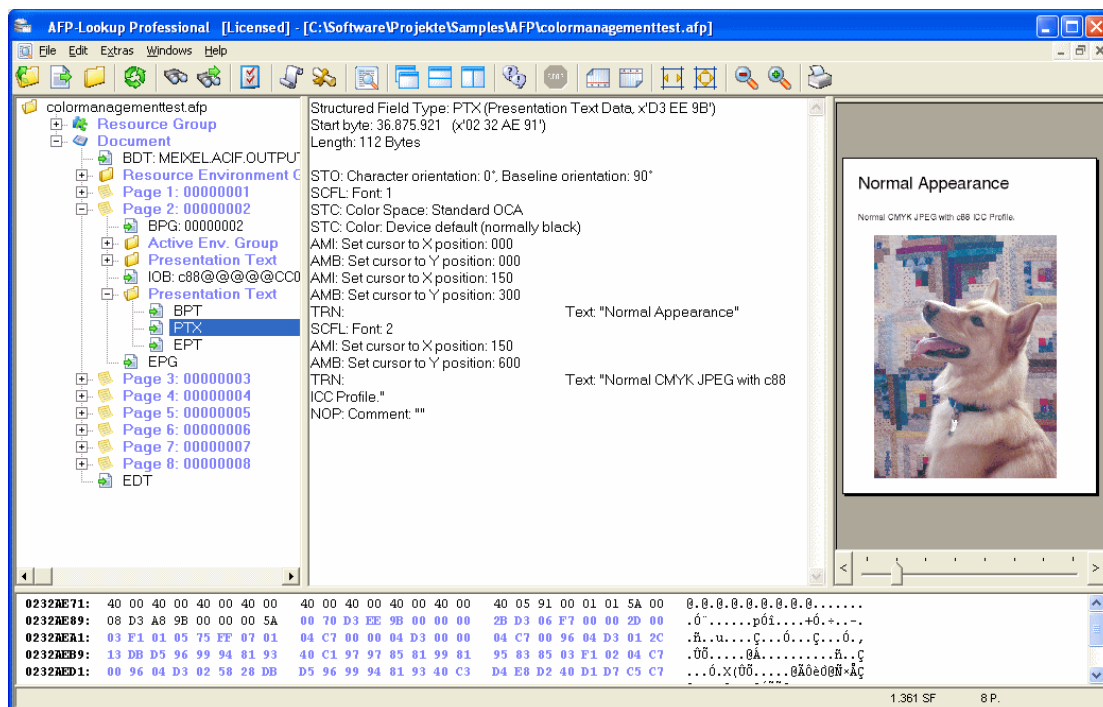 AFP-Lookup Professional [Licensed] - [C:\Software\Projekte\Samples\AFP\colormanagementtest.afp]
File Edit Extras Windows Help
STOP
colormanagementtest.afp
Resource Group
Document
BDT: MEIXEL.ACIF.OUTPUT
Resource Environment G
Page 1: 00000001
Page 2: 00000002
BPG: 00000002
Active Env. Group
Presentation Text
IOB: c88@@@@@CC0
Presentation Text
BPT
PTX
EPT
EPG
Page 3: 00000003
Page 4: 00000004
Page 5: 00000005
Page 6: 00000006
Page 7: 00000007
Page 8: 00000008
EDT
Structured Field Type: PTX (Presentation Text Data, x'D3 EE 9B')
Start byte: 36.875.921 (x'02 32 AE 91')
Length: 112 Bytes
STO: Character orientation: 0°, Baseline orientation: 90°
SCFL: Font: 1
STC: Color Space: Standard OCA
STC: Color: Device default (normally black)
AMI: Set cursor to X position: 000
AMB: Set cursor to Y position: 000
AMI: Set cursor to X position: 150
AMB: Set cursor to Y position: 300
TRN: Text: "Normal Appearance"
SCFL: Font: 2
AMI: Set cursor to X position: 150
AMB: Set cursor to Y position: 600
TRN: Text: "Normal CMYK JPEG with c88
ICC Profile."
NOP: Comment: ""
Normal Appearance
Normal CMYK JPEG with c88 ICC Profile.
0232AE71: 40 00 40 00 40 00 40 00 40 00 40 00 40 00 40 00 40 05 91 00 01 01 5A 00 @.@.@.@.@.@.@.@.@.......
0232AE89: 08 D3 A8 9B 00 00 00 5A 00 70 D3 EE 9B 00 00 00 2B D3 06 F7 00 00 2D 00 .Ó¨......pÓî....+Ó.÷..-.
0232AEA1: 03 F1 01 05 75 FF 07 01 04 C7 00 00 04 D3 00 00 04 C7 00 96 04 D3 01 2C .ñ..u....Ç...Ó...Ç...Ó.,
0232AEB9: 13 DB D5 96 99 94 81 93 40 C1 97 97 85 81 99 81 95 83 85 03 F1 02 04 C7 .ÛÕ.....@Á..........ñ..Ç
0232AED1: 00 96 04 D3 02 58 28 DB D5 96 99 94 81 93 40 C3 D4 E8 D2 40 D1 D7 C5 C7 ...Ó.X(ÛÕ.....@ÃÔèÒ@Ñ×ÅÇ
1.361 SF 8 P.